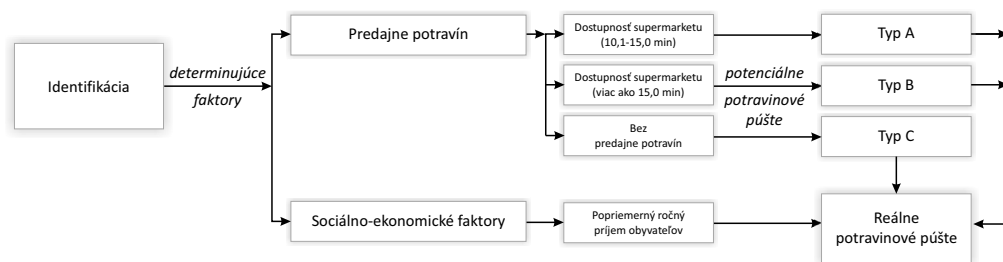 Identifikácia
determinujúce
faktory
Predajne potravín
Dostupnosť supermarketu
(10,1-15,0 min)
Typ A
Dostupnosť supermarketu
(viac ako 15,0 min)
potenciálne
potravinové
púšte
Typ B
Bez
predajne potravín
Typ C
Sociálno-ekonomické faktory
Popriemerný ročný
príjem obyvateľov
Reálne
potravinové púšte